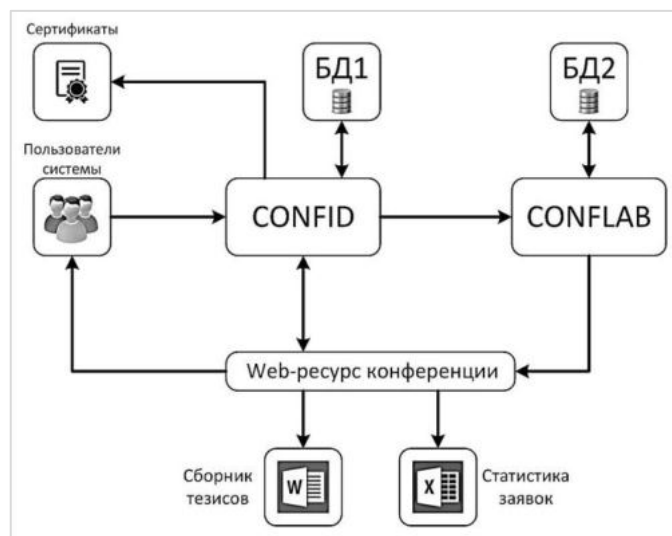 Сертификаты
БД1
БД2
Пользователи
системы
CONFID
CONFLAB
Web-ресурс конференции
Сборник
тезисов
W
X
Статистика
заявок